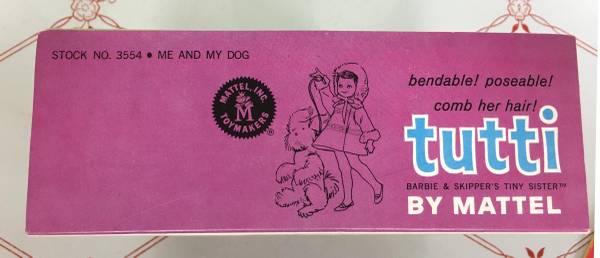 STOCK NO. 3554 • ME AND MY DOG
MATTEL, INC.
M
TOYMAKERS
®
bendable! poseable!
comb her hair!
tutti
BARBIE & SKIPPER'S TINY SISTER™
BY MATTEL